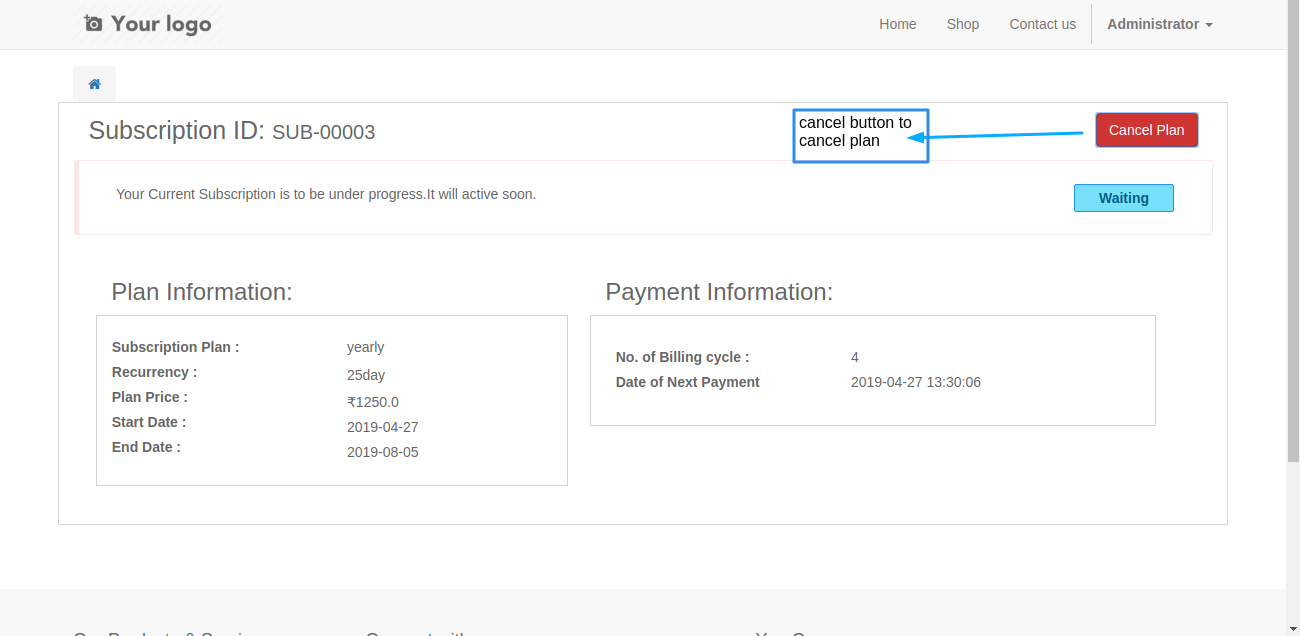 Your logo
Home
Shop
Contact us
Administrator
Subscription ID: SUB-00003
cancel button to
cancel plan
Cancel Plan
Your Current Subscription is to be under progress.It will active soon.
Waiting
Plan Information:
Subscription Plan : yearly
Recurrency : 25day
Plan Price : ₹1250.0
Start Date : 2019-04-27
End Date : 2019-08-05
Payment Information:
No. of Billing cycle : 4
Date of Next Payment 2019-04-27 13:30:06